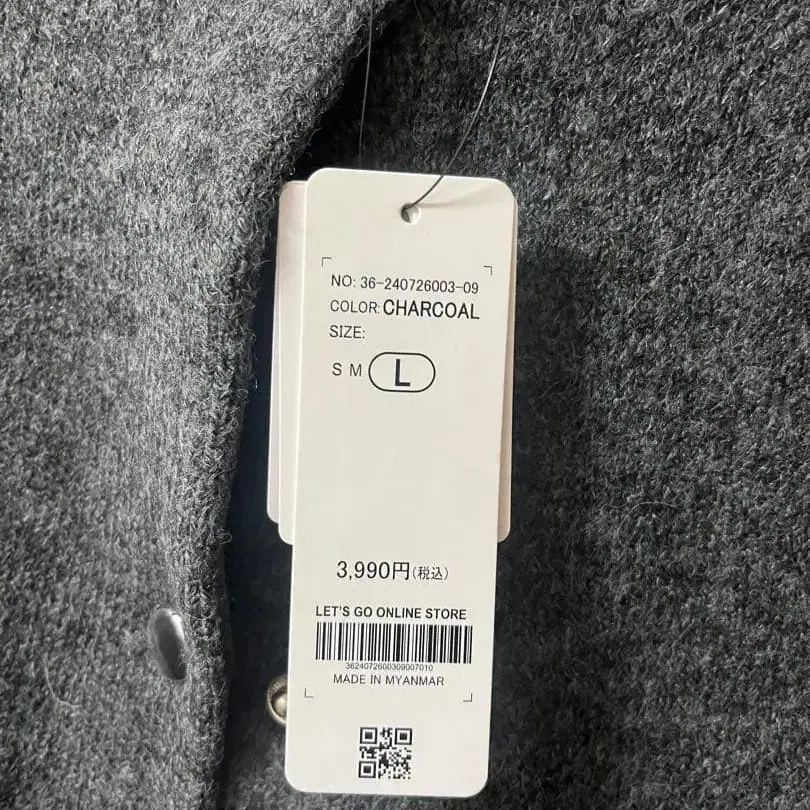 NO: 36-240726003-09
COLOR: CHARCOAL
SIZE:
S M L
3,990円(税込)
LET'S GO ONLINE STORE
3624072600309007010
MADE IN MYANMAR